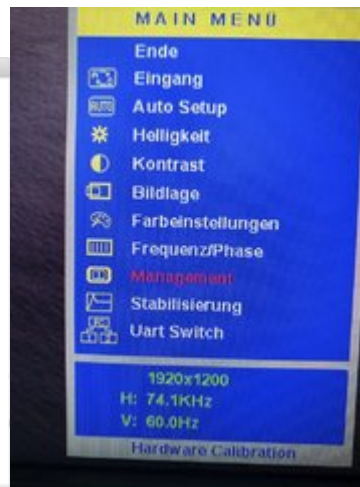 MAIN MENÜ
Ende
Eingang
AUTO Auto Setup
Helligkeit
Kontrast
Bildlage
Farbeinstellungen
Frequenz/Phase
Management
Stabilisierung
Uart Switch
1920x1200
H: 74.1KHz
V: 60.0Hz
Hardware Calibration